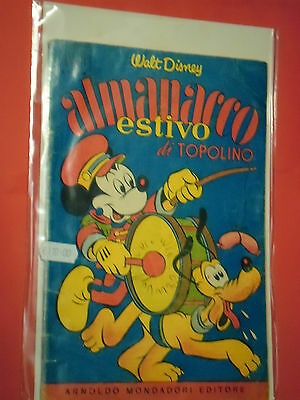 Walt Disney
almanacco
estivo
di TOPOLINO
ARNOLDO MONDADORI EDITORE